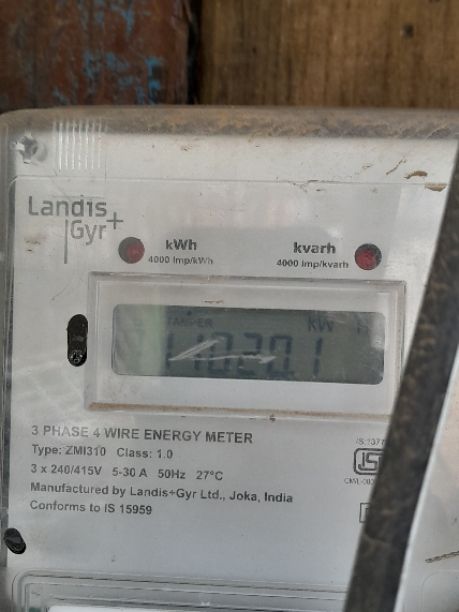 Landis
Gyr+
kWh
4000 imp/kWh
kvarh
4000 imp/kvarh
TAMPER
KW
3 PHASE 4 WIRE ENERGY METER
Type: ZMI310 Class: 1.0
3 x 240/415V 5-30 A 50Hz 27°C
Manufactured by Landis+Gyr Ltd., Joka, India
Conforms to IS 15959